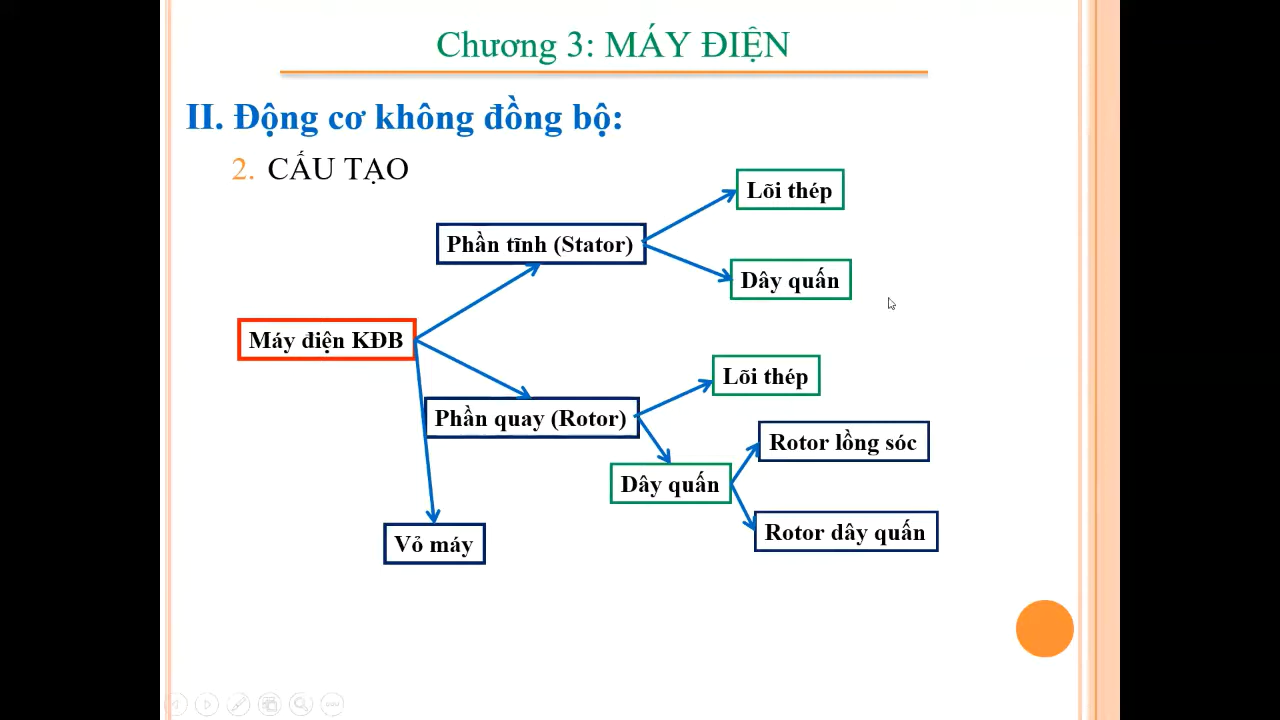 Chương 3: MÁY ĐIỆN
II. Động cơ không đồng bộ:
2. CẤU TẠO
Lõi thép
Phần tĩnh (Stator)
Dây quấn
Máy điện KĐB
Lõi thép
Phần quay (Rotor)
Rotor lồng sóc
Dây quấn
Rotor dây quấn
Vỏ máy